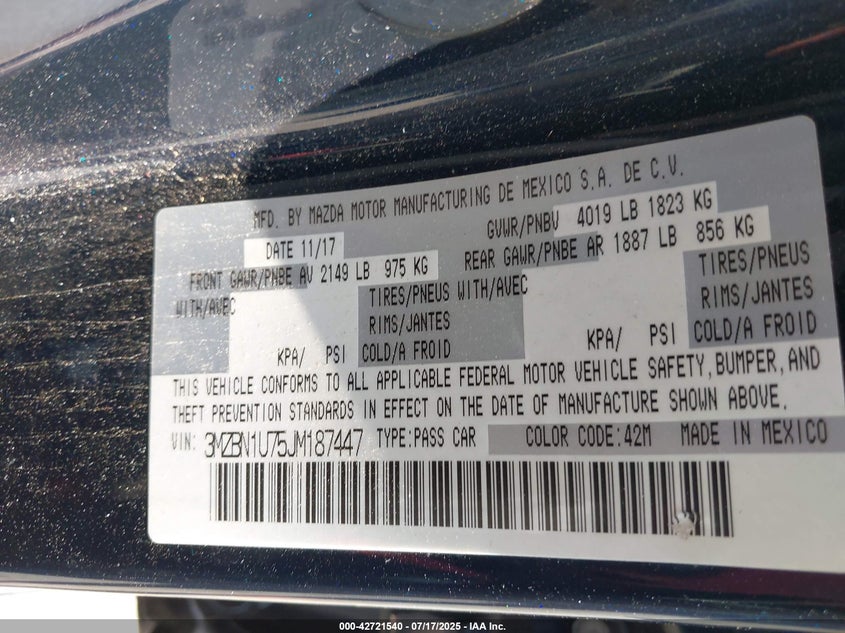 MFD. BY MAZDA MOTOR MANUFACTURING DE MEXICO S.A. DE C.V.
DATE 11/17 GVWR/PNBV 4019 LB 1823 KG
FRONT GAWR/PNBE AV 2149 LB 975 KG REAR GAWR/PNBE AR 1887 LB 856 KG
WITH/AVEC TIRES/PNEUS WITH/AVEC TIRES/PNEUS
RIMS/JANTES RIMS/JANTES
KPA/ PSI COLD/A FROID KPA/ PSI COLD/A FROID
THIS VEHICLE CONFORMS TO ALL APPLICABLE FEDERAL MOTOR VEHICLE SAFETY, BUMPER, AND
THEFT PREVENTION STANDARDS IN EFFECT ON THE DATE OF MANUFACTURE SHOWN ABOVE.
VIN: 3MZBN1U75JM187447 TYPE:PASS CAR COLOR CODE:42M MADE IN MEXICO
000-42721540 - 07/17/2025 - IAA Inc.